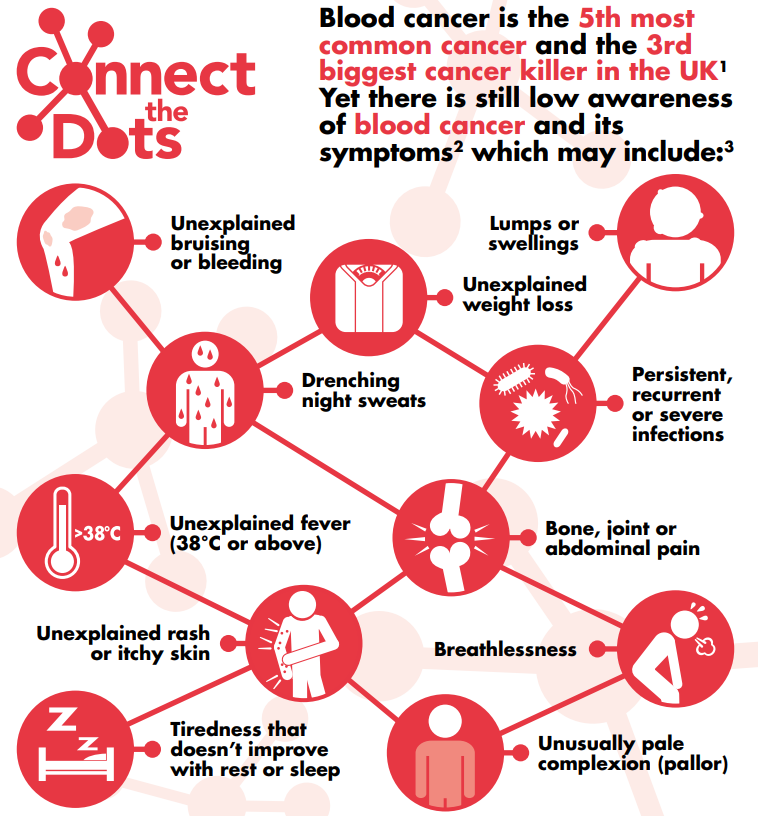 Connect
the
Dots
Blood cancer is the 5th most
common cancer and the 3rd
biggest cancer killer in the UK¹
Yet there is still low awareness
of blood cancer and its
symptoms² which may include:³
Unexplained
bruising
or bleeding
Lumps or
swellings
Unexplained
weight loss
Drenching
night sweats
Persistent,
recurrent
or severe
infections
>38°C
Unexplained fever
(38°C or above)
Bone, joint or
abdominal pain
Unexplained rash
or itchy skin
Breathlessness
Z
Z
Tiredness that
doesn't improve
with rest or sleep
Unusually pale
complexion (pallor)